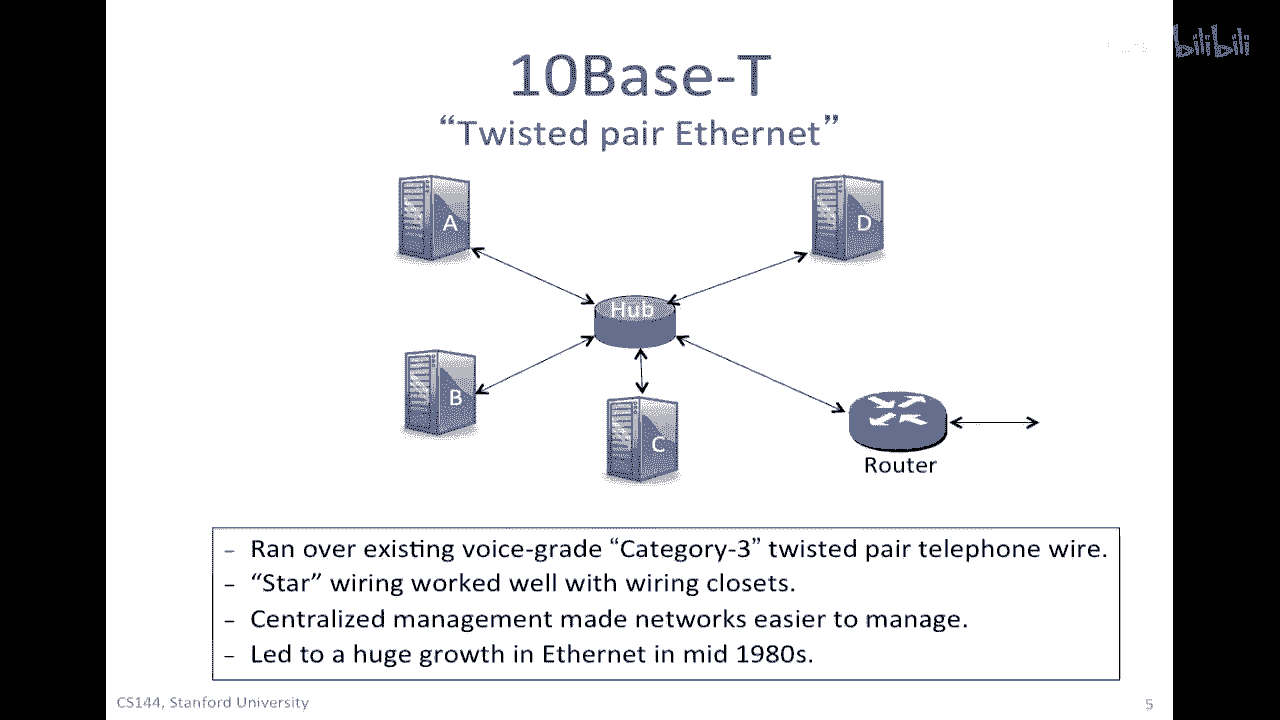 bilibili
10Base-T
“Twisted pair Ethernet”
A
D
Hub
B
C
Router
– Ran over existing voice-grade “Category-3” twisted pair telephone wire.
– “Star” wiring worked well with wiring closets.
– Centralized management made networks easier to manage.
– Led to a huge growth in Ethernet in mid 1980s.
CS144, Stanford University
5